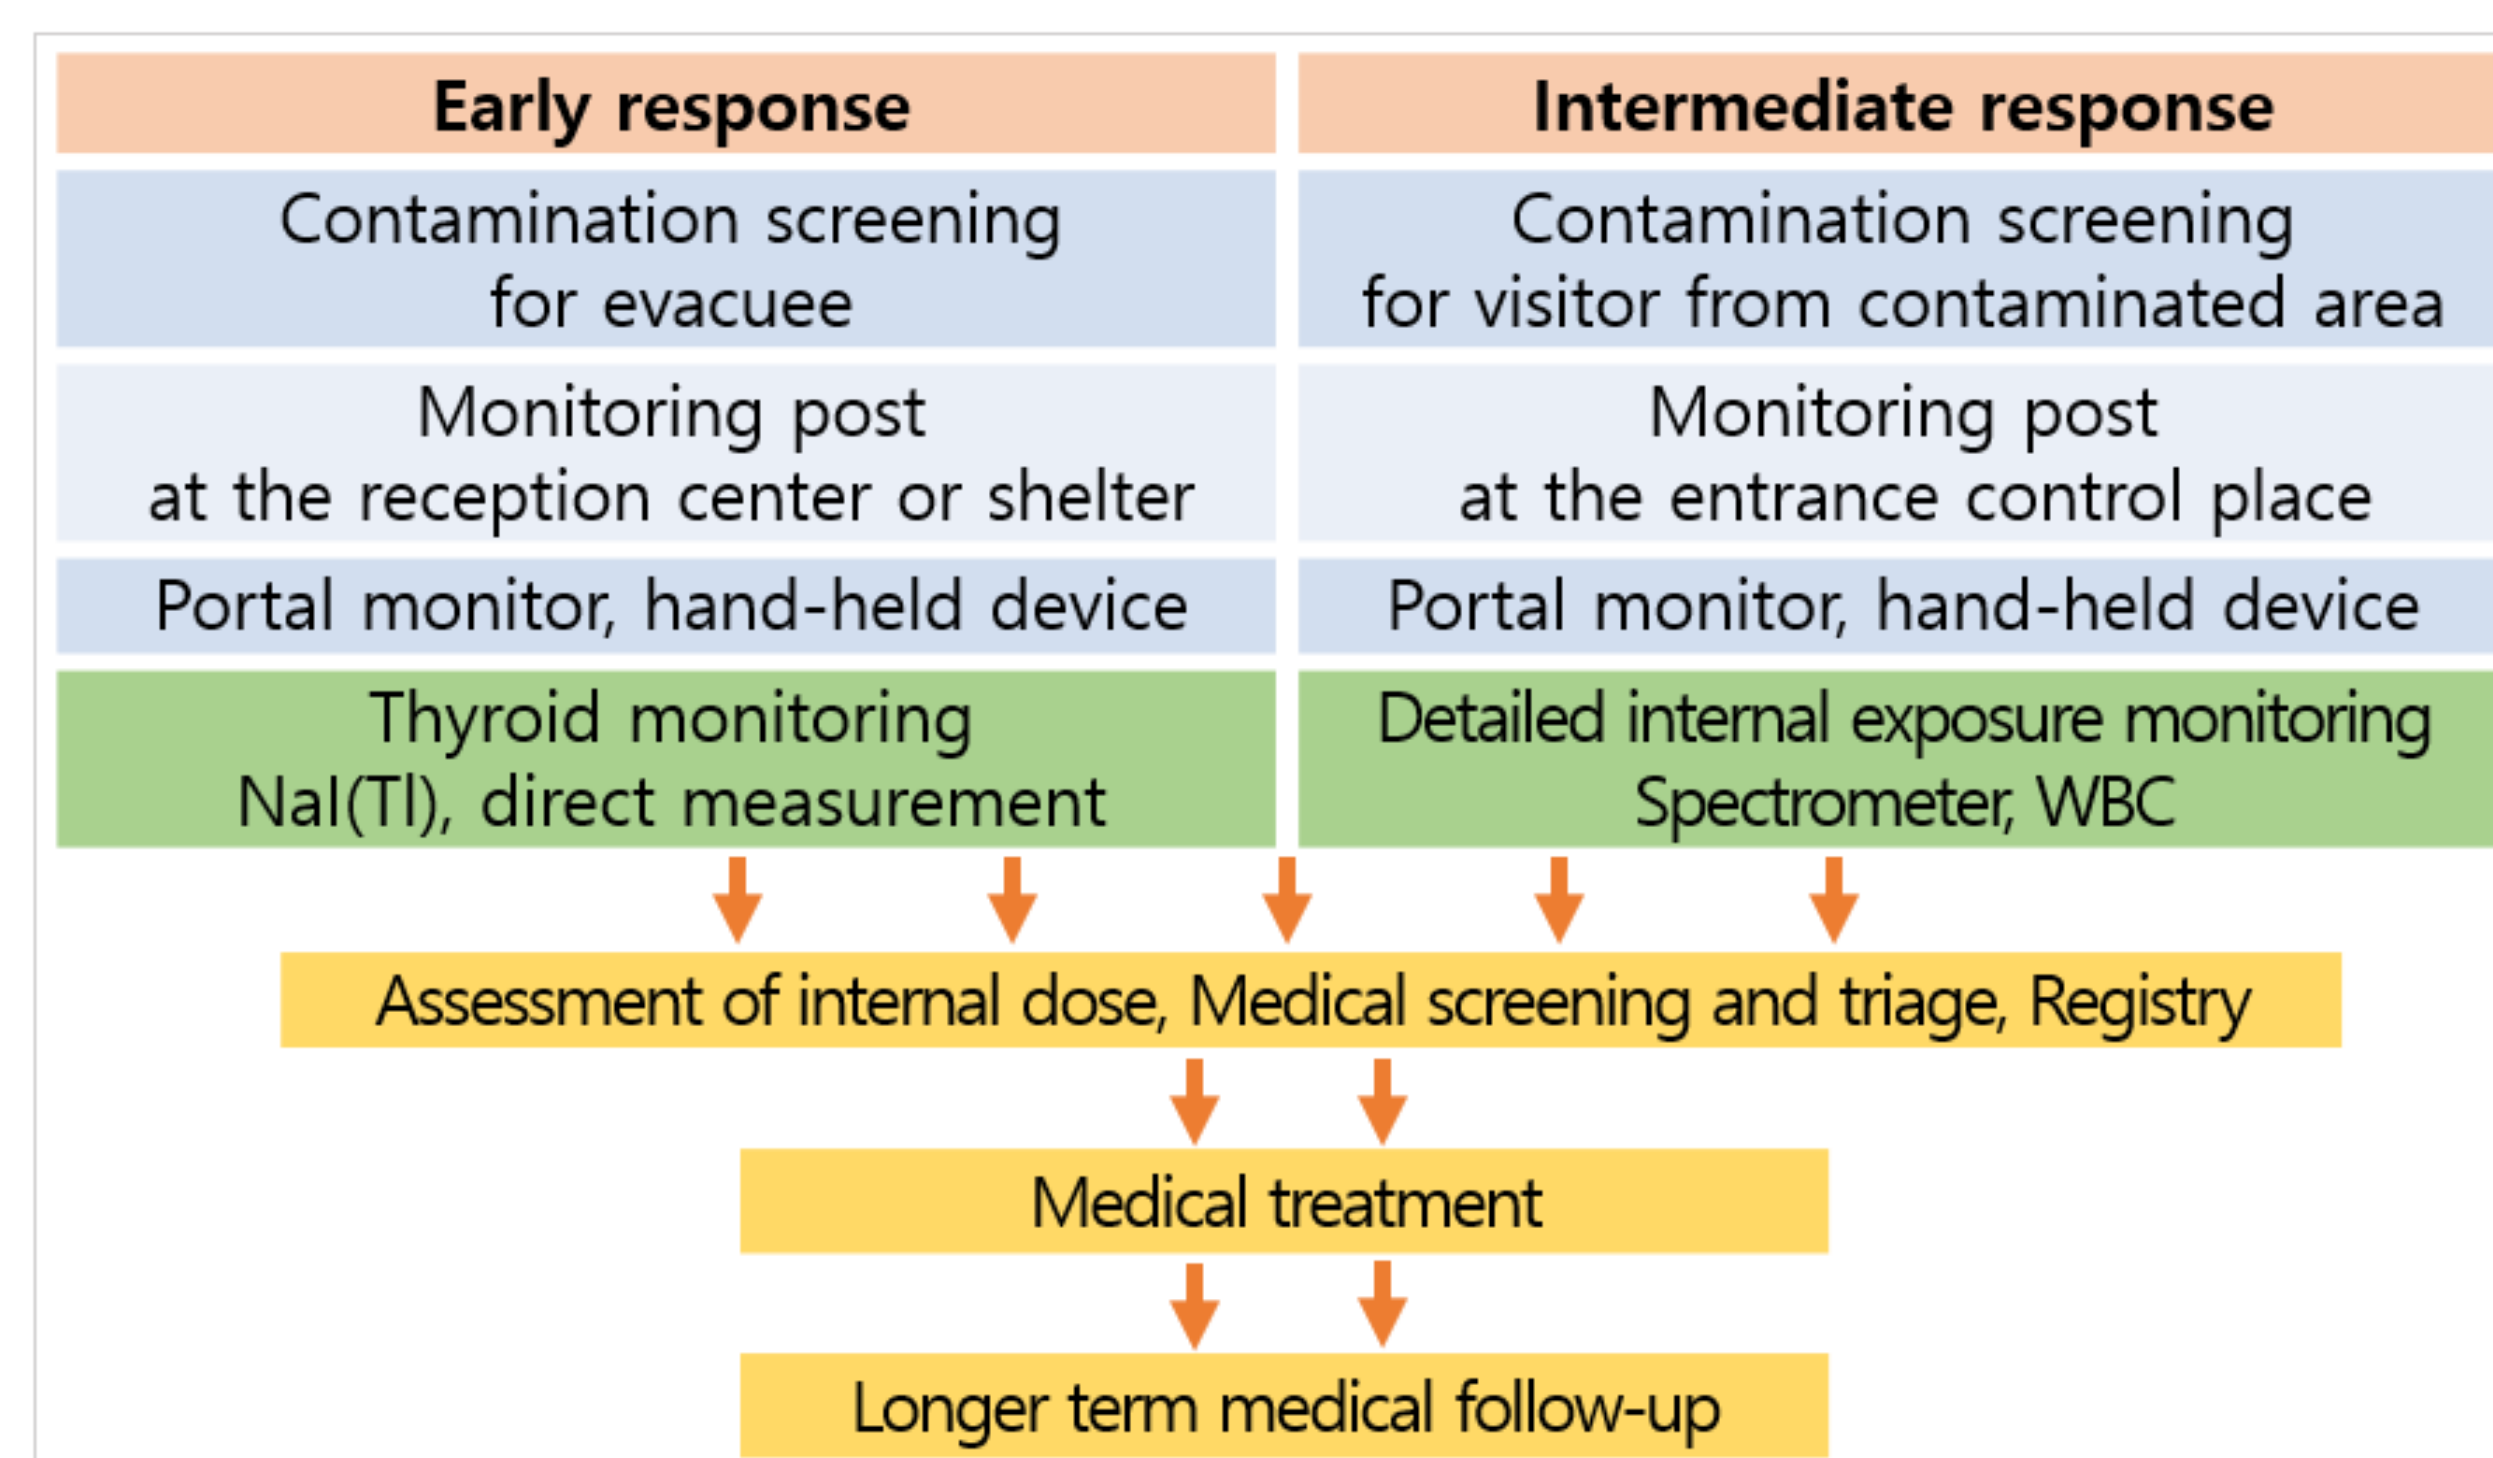 Early response
Contamination screening
for evacuee
Monitoring post
at the reception center or shelter
Portal monitor, hand-held device
Thyroid monitoring
NaI(Tl), direct measurement
Intermediate response
Contamination screening
for visitor from contaminated area
Monitoring post
at the entrance control place
Portal monitor, hand-held device
Detailed internal exposure monitoring
Spectrometer, WBC
Assessment of internal dose, Medical screening and triage, Registry
Medical treatment
Longer term medical follow-up